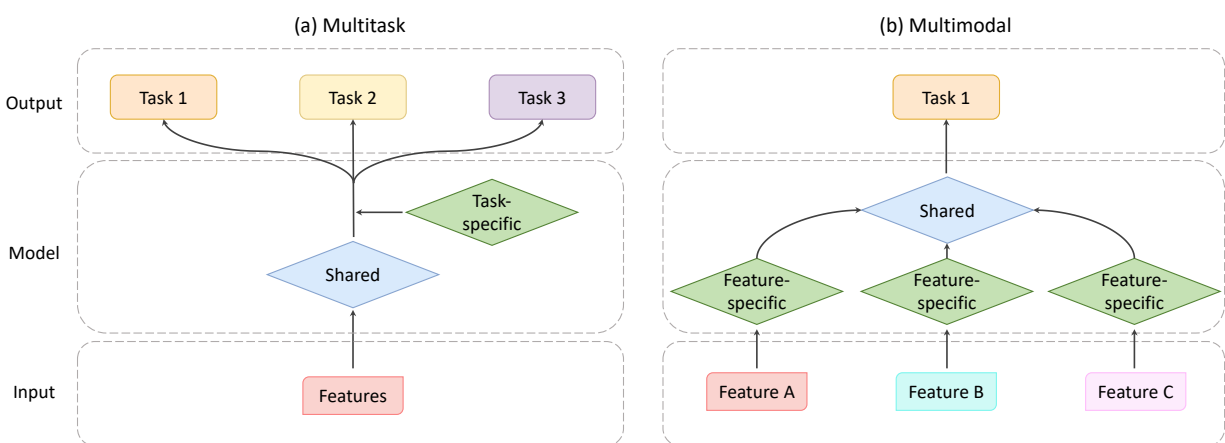 (a) Multitask
(b) Multimodal
Output
Task 1
Task 2
Task 3
Task 1
Model
Task-
specific
Shared
Shared
Feature-
specific
Feature-
specific
Feature-
specific
Input
Features
Feature A
Feature B
Feature C